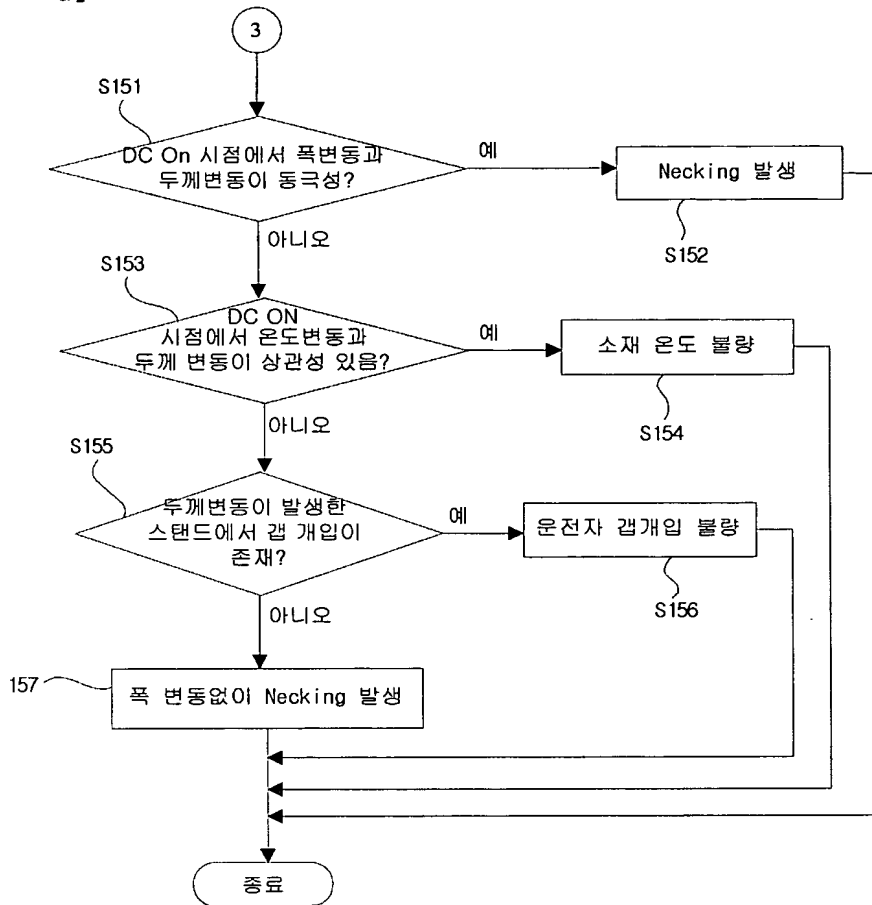 3
S151
DC On 시점에서 폭변동과
두께변동이 동극성?
예
Necking 발생
S152
아니오
S153
DC ON
시점에서 온도변동과
두께 변동이 상관성 있음?
예
소재 온도 불량
S154
아니오
S155
두께변동이 발생한
스탠드에서 갭 개입이
존재?
예
운전자 갭개입 불량
S156
아니오
157
폭 변동없이 Necking 발생
종료